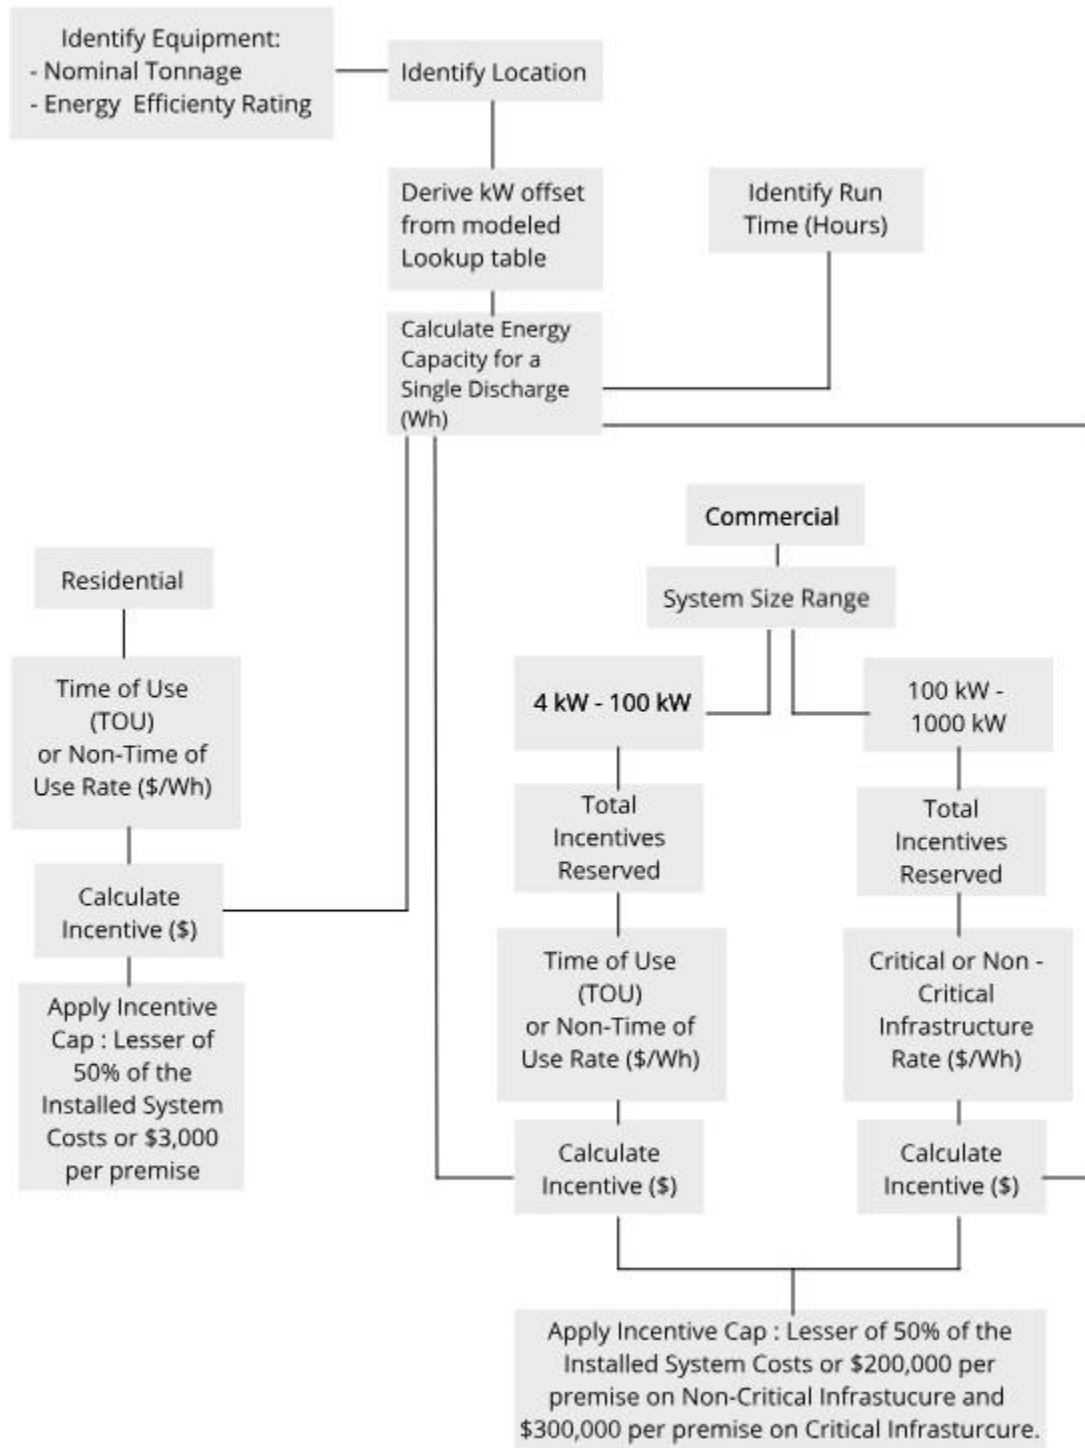 Identify Equipment:
- Nominal Tonnage
- Energy Efficienty Rating
Identify Location
Derive kW offset
from modeled
Lookup table
Identify Run
Time (Hours)
Calculate Energy
Capacity for a
Single Discharge
(Wh)
Residential
Time of Use
(TOU)
or Non-Time of
Use Rate ($/Wh)
Calculate
Incentive ($)
Apply Incentive
Cap : Lesser of
50% of the
Installed System
Costs or $3,000
per premise
Commercial
System Size Range
4 kW - 100 kW
Total
Incentives
Reserved
Time of Use
(TOU)
or Non-Time of
Use Rate ($/Wh)
Calculate
Incentive ($)
100 kW -
1000 kW
Total
Incentives
Reserved
Critical or Non -
Critical
Infrastructure
Rate ($/Wh)
Calculate
Incentive ($)
Apply Incentive Cap : Lesser of 50% of the
Installed System Costs or $200,000 per
premise on Non-Critical Infrastucure and
$300,000 per premise on Critical Infrasturcure.